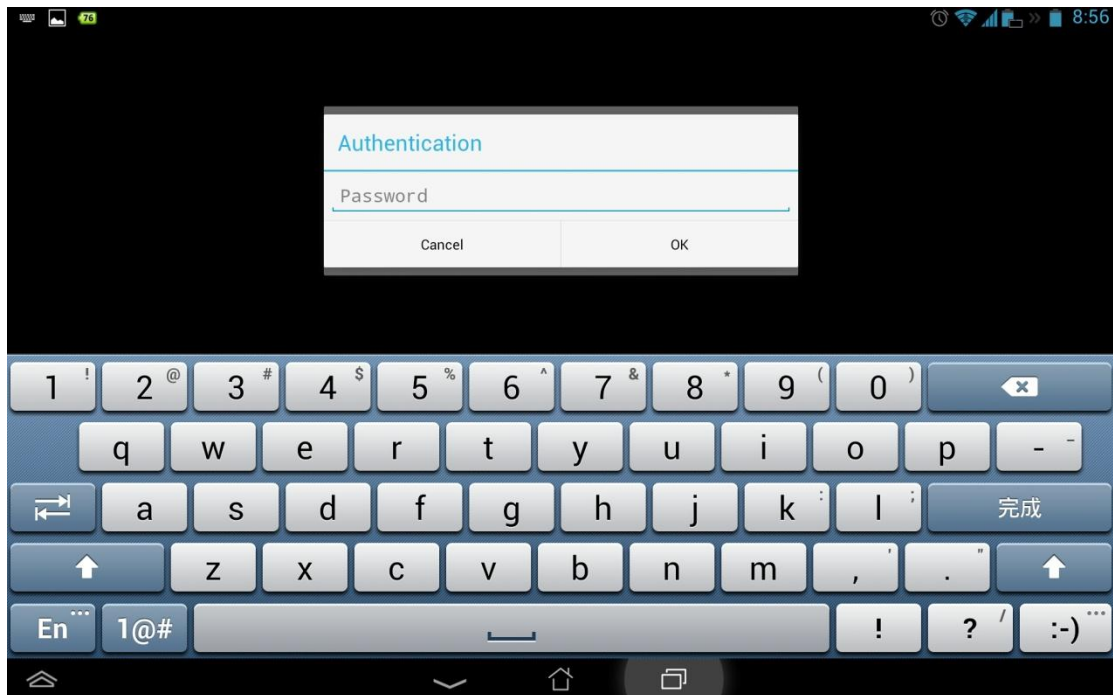 76 8:56
Authentication
Password
Cancel OK
1 ! 2 @ 3 # 4 $ 5 % 6 ^ 7 & 8 * 9 ( 0 )
q w e r t y u i o p - _
a s d f g h j k : l ; 完成
z x c v b n m , ' . "
En ... 1@# ! ? / :-) ...